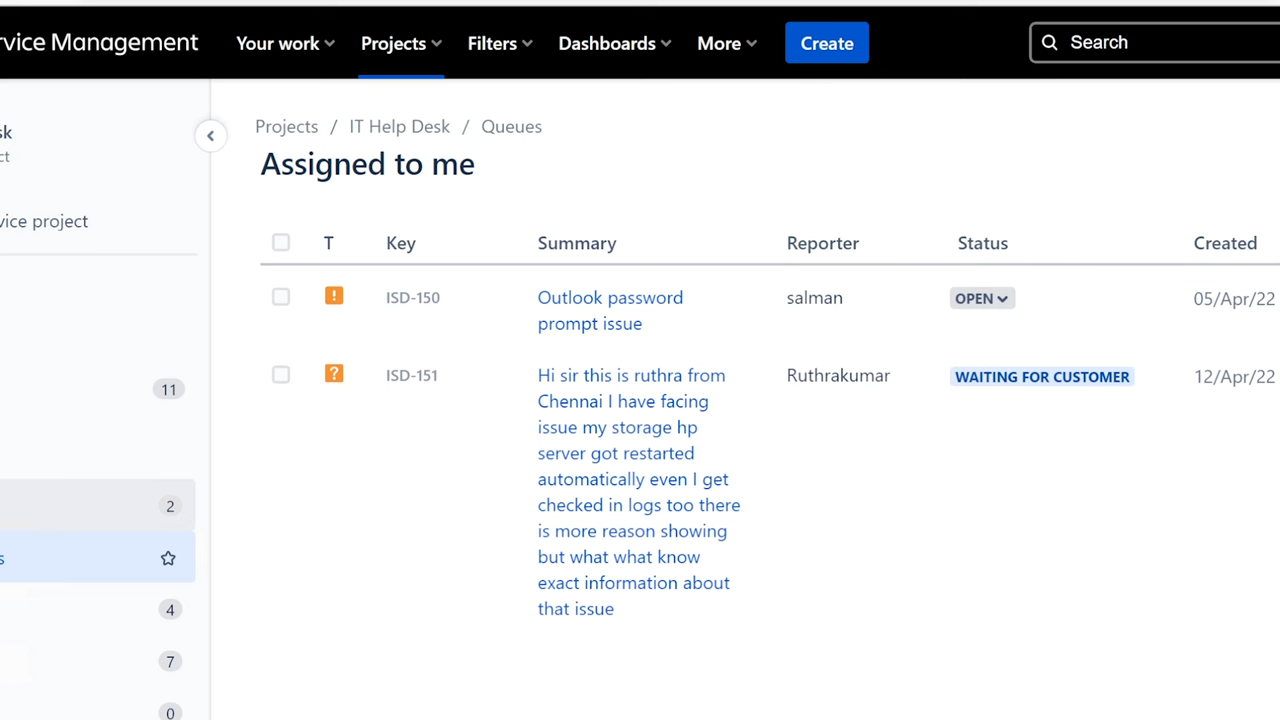 rvice Management Your work Projects Filters Dashboards More Create Search
sk
ct
vice project
11
2
s
4
7
0
Projects / IT Help Desk / Queues
Assigned to me
T Key Summary Reporter Status Created
ISD-150 Outlook password salman OPEN 05/Apr/22
prompt issue
ISD-151 Hi sir this is ruthra from Ruthrakumar WAITING FOR CUSTOMER 12/Apr/22
Chennai I have facing
issue my storage hp
server got restarted
automatically even I get
checked in logs too there
is more reason showing
but what what know
exact information about
that issue